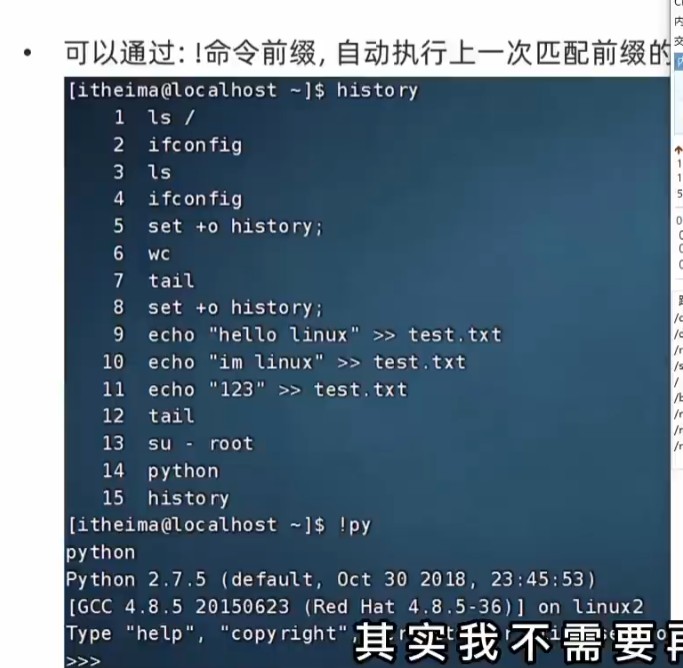 • 可以通过: !命令前缀, 自动执行上一次匹配前缀的
[itheima@localhost ~]$ history
1 ls /
2 ifconfig
3 ls
4 ifconfig
5 set +o history;
6 wc
7 tail
8 set +o history;
9 echo "hello linux" >> test.txt
10 echo "im linux" >> test.txt
11 echo "123" >> test.txt
12 tail
13 su - root
14 python
15 history
[itheima@localhost ~]$ !py
python
Python 2.7.5 (default, Oct 30 2018, 23:45:53)
[GCC 4.8.5 20150623 (Red Hat 4.8.5-36)] on linux2
Type "help", "copyright",
其实我不需要再
>>>